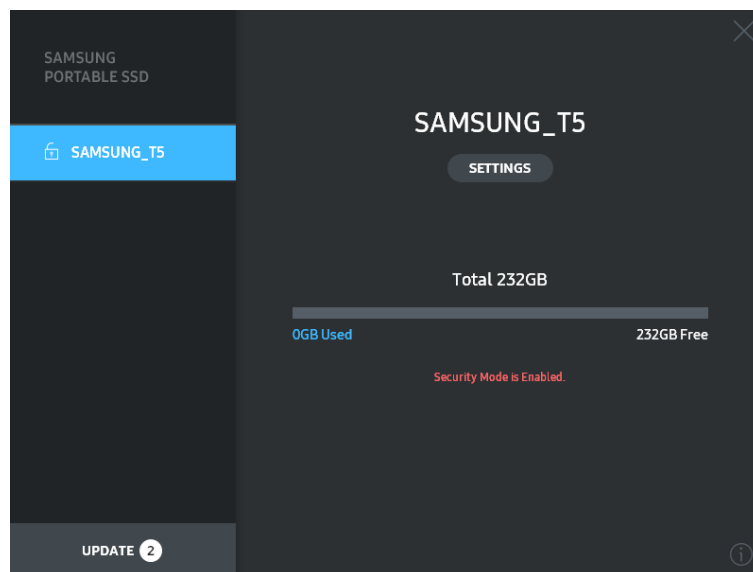 SAMSUNG
PORTABLE SSD
SAMSUNG_T5
SAMSUNG_T5
SETTINGS
Total 232GB
0GB Used
232GB Free
Security Mode is Enabled.
UPDATE 2